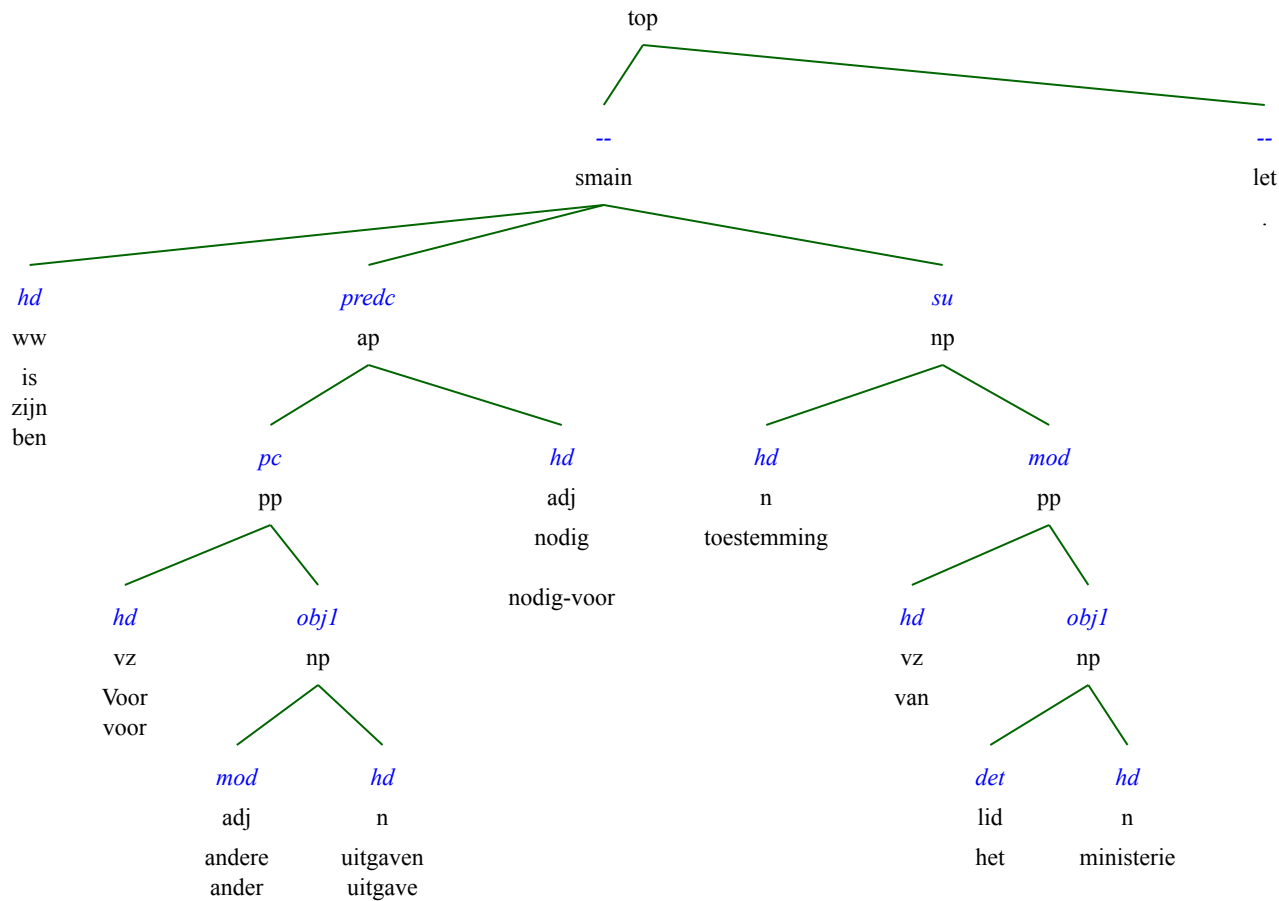 top
-- --
smain let
.
hd predc su
ww ap np
is
zijn
ben
pc hd hd mod
pp adj n pp
nodig toestemming
nodig-voor
hd obj1 hd obj1
vz np vz np
Voor van
voor
mod hd det hd
adj n lid n
andere uitgaven het ministerie
ander uitgave